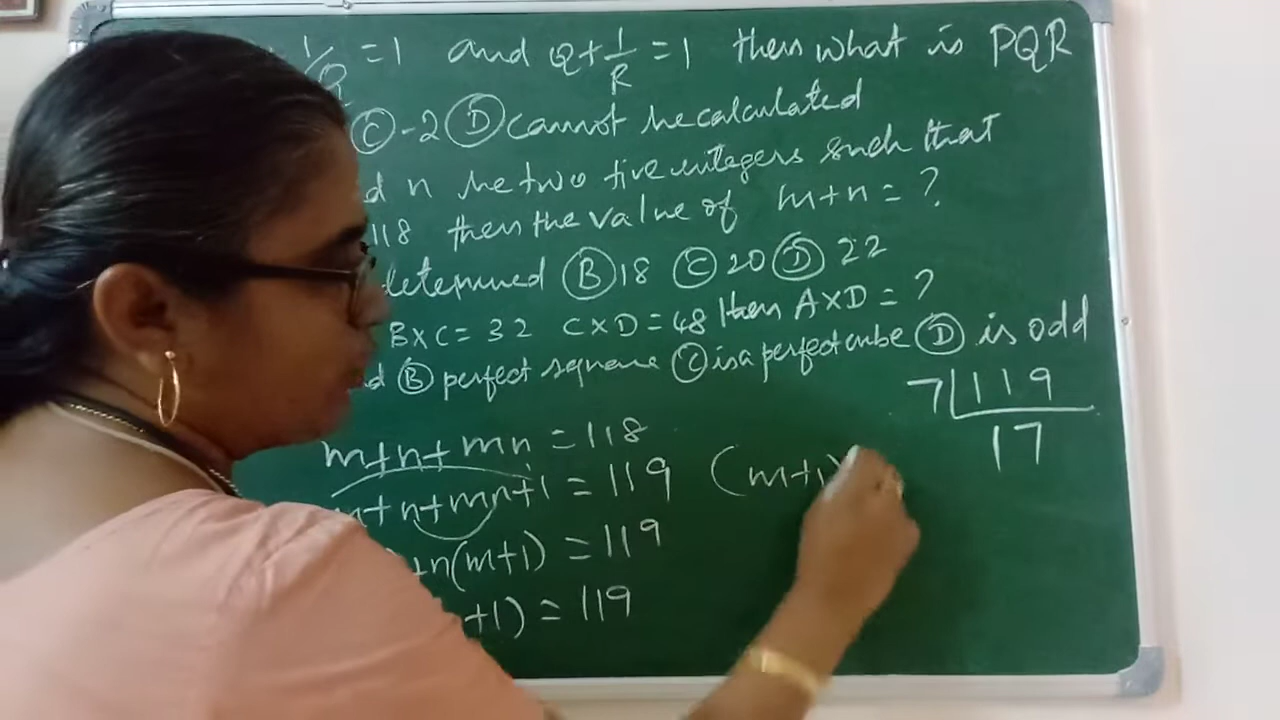 1/Q = 1 and Q + 1/R = 1 then what is PQR
Ⓒ -2 Ⓓ cannot be calculated
d n be two +ive integers such that
118 then the value of m+n = ?
determined Ⓑ 18 Ⓒ 20 Ⓓ 22
B×C = 32 C×D = 48 then A×D = ?
d Ⓑ perfect square Ⓒ is a perfect cube Ⓓ is odd
7 | 119
17
m+n+mn = 118
m+n+mn+1 = 119 (m+1)
+n(m+1) = 119
+1) = 119